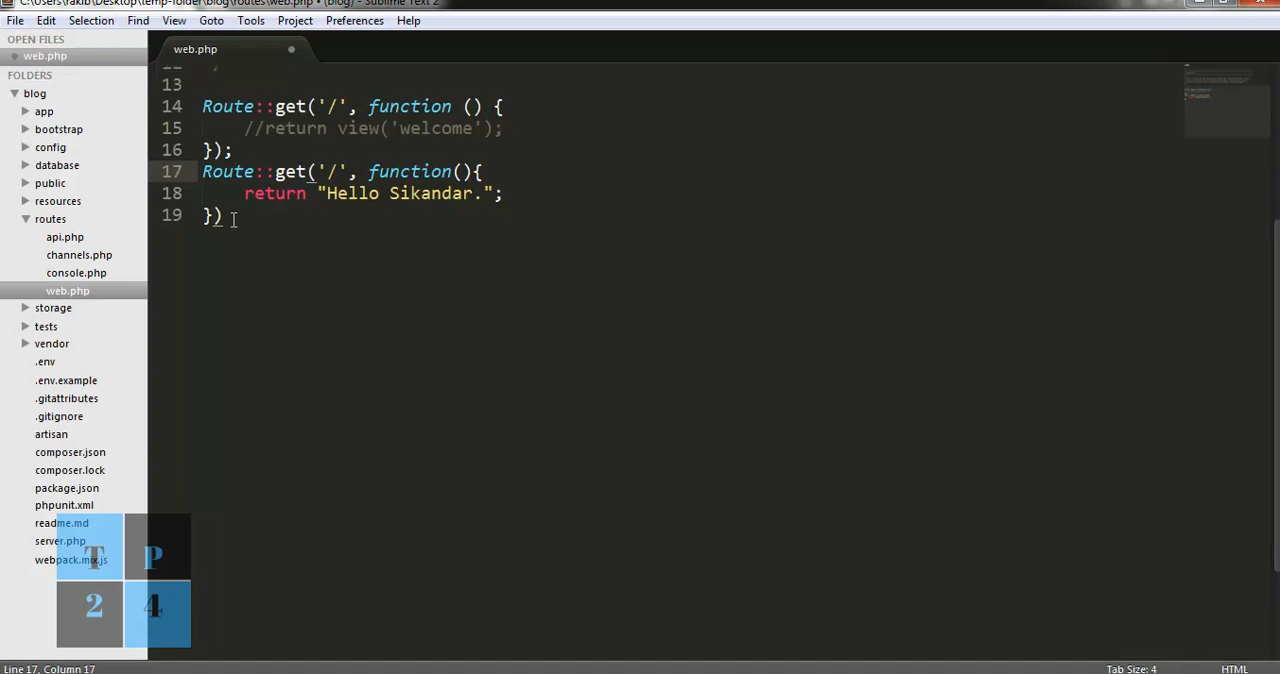 C:\Users\rakib\Desktop\temp-folder\blog\routes\web.php • (blog) - Sublime Text 2
File Edit Selection Find View Goto Tools Project Preferences Help
OPEN FILES
web.php
FOLDERS
blog
app
bootstrap
config
database
public
resources
routes
api.php
channels.php
console.php
web.php
storage
tests
vendor
.env
.env.example
.gitattributes
.gitignore
artisan
composer.json
composer.lock
package.json
phpunit.xml
readme.md
server.php
webpack.mix.js
web.php
13
14 Route::get('/', function () {
15 //return view('welcome');
16 });
17 Route::get('/', function(){
18 return "Hello Sikandar.";
19 })
T P
2 4
Line 17, Column 17 Tab Size: 4 HTML